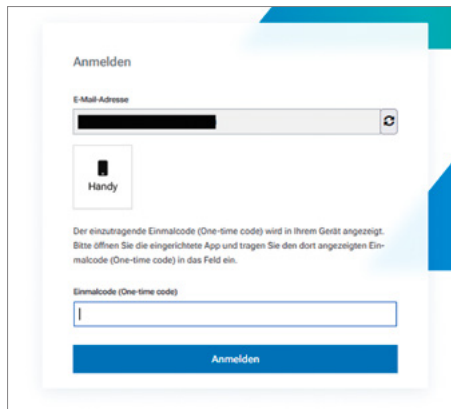 Anmelden
E-Mail-Adresse
Handy
Der einzutragende Einmalcode (One-time code) wird in Ihrem Gerät angezeigt.
Bitte öffnen Sie die eingerichtete App und tragen Sie den dort angezeigten Ein-
malcode (One-time code) in das Feld ein.
Einmalcode (One-time code)
Anmelden